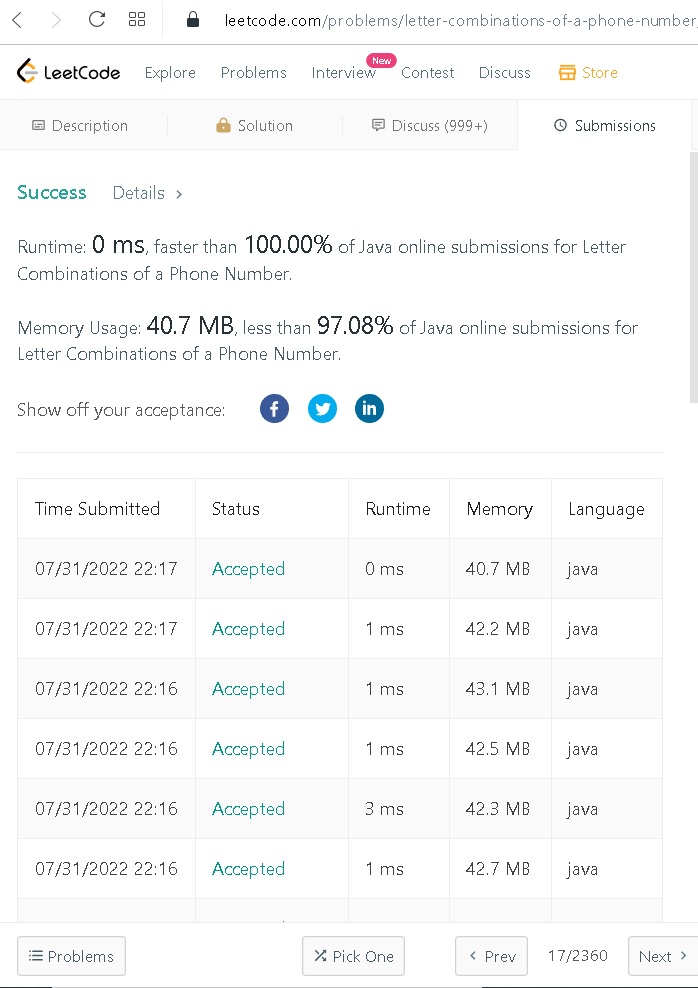 leetcode.com/problems/letter-combinations-of-a-phone-number
LeetCode Explore Problems Interview New Contest Discuss Store
Description Solution Discuss (999+) Submissions
Success Details >
Runtime: 0 ms, faster than 100.00% of Java online submissions for Letter
Combinations of a Phone Number.
Memory Usage: 40.7 MB, less than 97.08% of Java online submissions for
Letter Combinations of a Phone Number.
Show off your acceptance:
Time Submitted Status Runtime Memory Language
07/31/2022 22:17 Accepted 0 ms 40.7 MB java
07/31/2022 22:17 Accepted 1 ms 42.2 MB java
07/31/2022 22:16 Accepted 1 ms 43.1 MB java
07/31/2022 22:16 Accepted 1 ms 42.5 MB java
07/31/2022 22:16 Accepted 3 ms 42.3 MB java
07/31/2022 22:16 Accepted 1 ms 42.7 MB java
Problems Pick One < Prev 17/2360 Next >